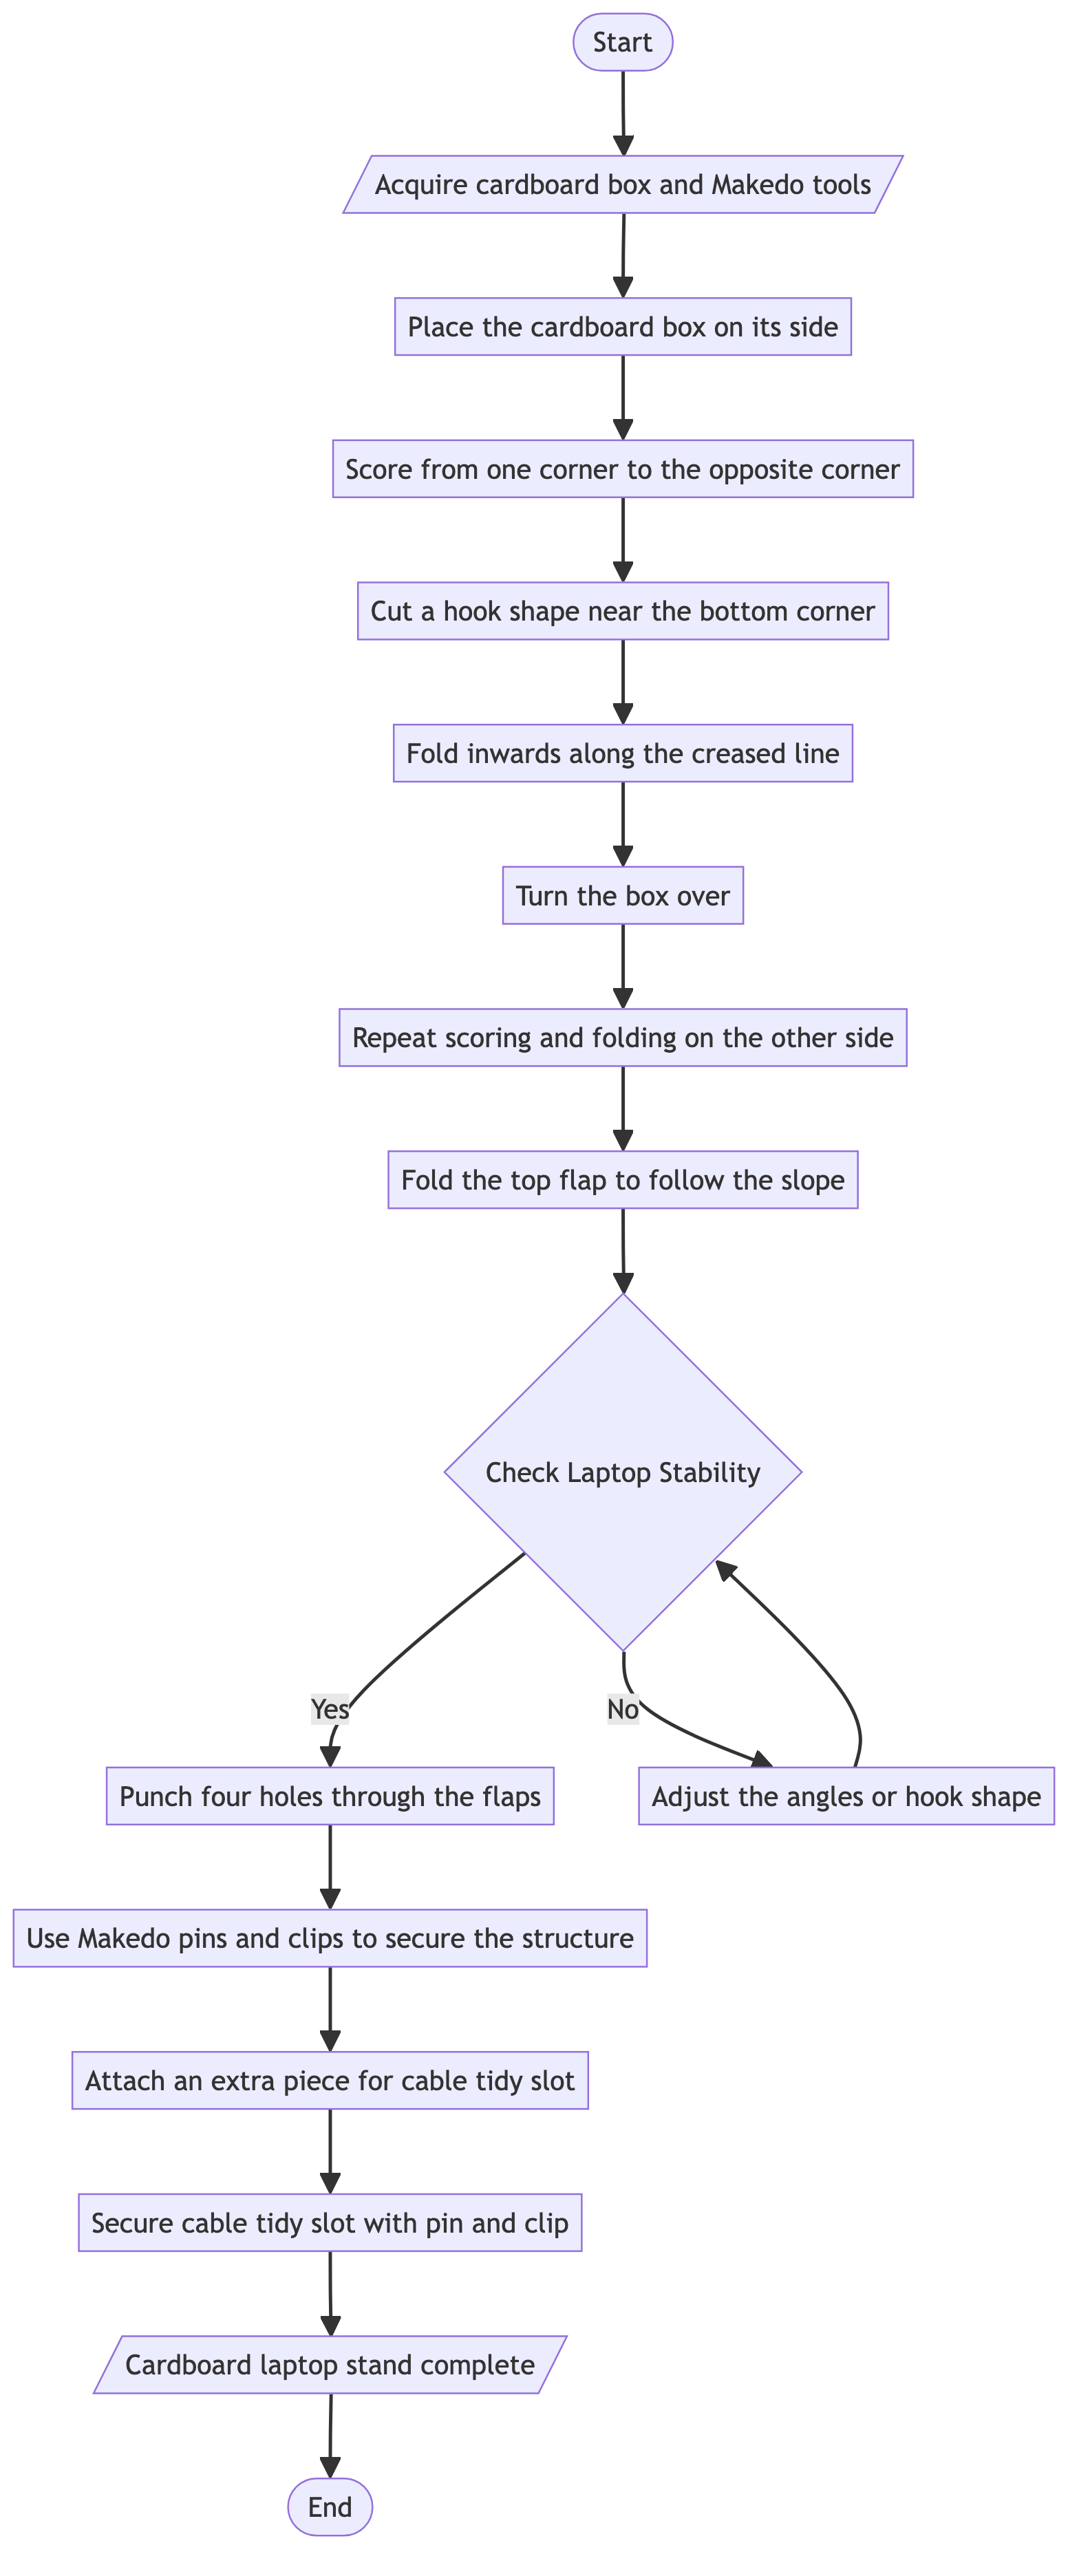 Start
Acquire cardboard box and Makedo tools
Place the cardboard box on its side
Score from one corner to the opposite corner
Cut a hook shape near the bottom corner
Fold inwards along the creased line
Turn the box over
Repeat scoring and folding on the other side
Fold the top flap to follow the slope
Check Laptop Stability
Yes
No
Punch four holes through the flaps
Adjust the angles or hook shape
Use Makedo pins and clips to secure the structure
Attach an extra piece for cable tidy slot
Secure cable tidy slot with pin and clip
Cardboard laptop stand complete
End